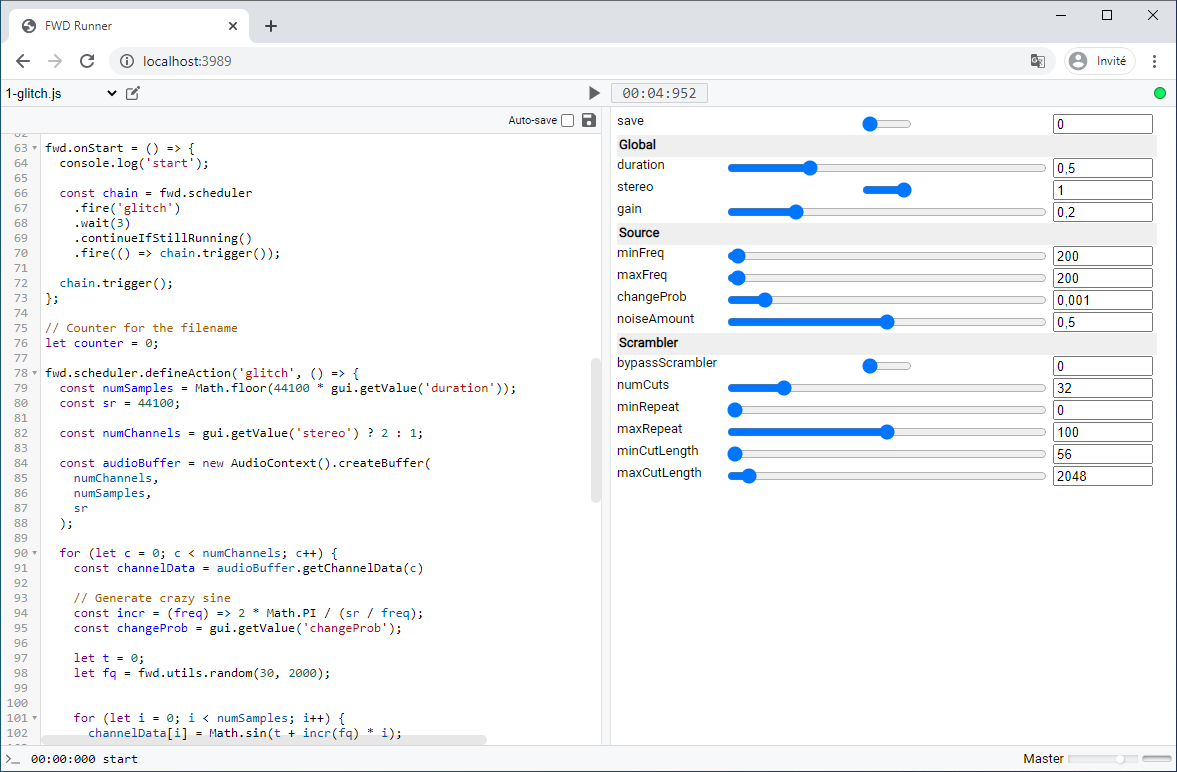 FWD Runner
localhost:3989
Invité
1-glitch.js
00:04:952
Auto-save
62
63 fwd.onStart = () => {
64 console.log('start');
65
66 const chain = fwd.scheduler
67 .fire('glitch')
68 .wait(3)
69 .continueIfStillRunning()
70 .fire(() => chain.trigger());
71
72 chain.trigger();
73 };
74
75 // Counter for the filename
76 let counter = 0;
77
78 fwd.scheduler.defineAction('glitch', () => {
79 const numSamples = Math.floor(44100 * gui.getValue('duration'));
80 const sr = 44100;
81
82 const numChannels = gui.getValue('stereo') ? 2 : 1;
83
84 const audioBuffer = new AudioContext().createBuffer(
85 numChannels,
86 numSamples,
87 sr
88 );
89
90 for (let c = 0; c < numChannels; c++) {
91 const channelData = audioBuffer.getChannelData(c)
92
93 // Generate crazy sine
94 const incr = (freq) => 2 * Math.PI / (sr / freq);
95 const changeProb = gui.getValue('changeProb');
96
97 let t = 0;
98 let fq = fwd.utils.random(30, 2000);
99
100
101 for (let i = 0; i < numSamples; i++) {
102 channelData[i] = Math.sin(t + incr(fq) * i);
save 0
Global
duration 0,5
stereo 1
gain 0,2
Source
minFreq 200
maxFreq 200
changeProb 0,001
noiseAmount 0,5
Scrambler
bypassScrambler 0
numCuts 32
minRepeat 0
maxRepeat 100
minCutLength 56
maxCutLength 2048
00:00:000 start
Master